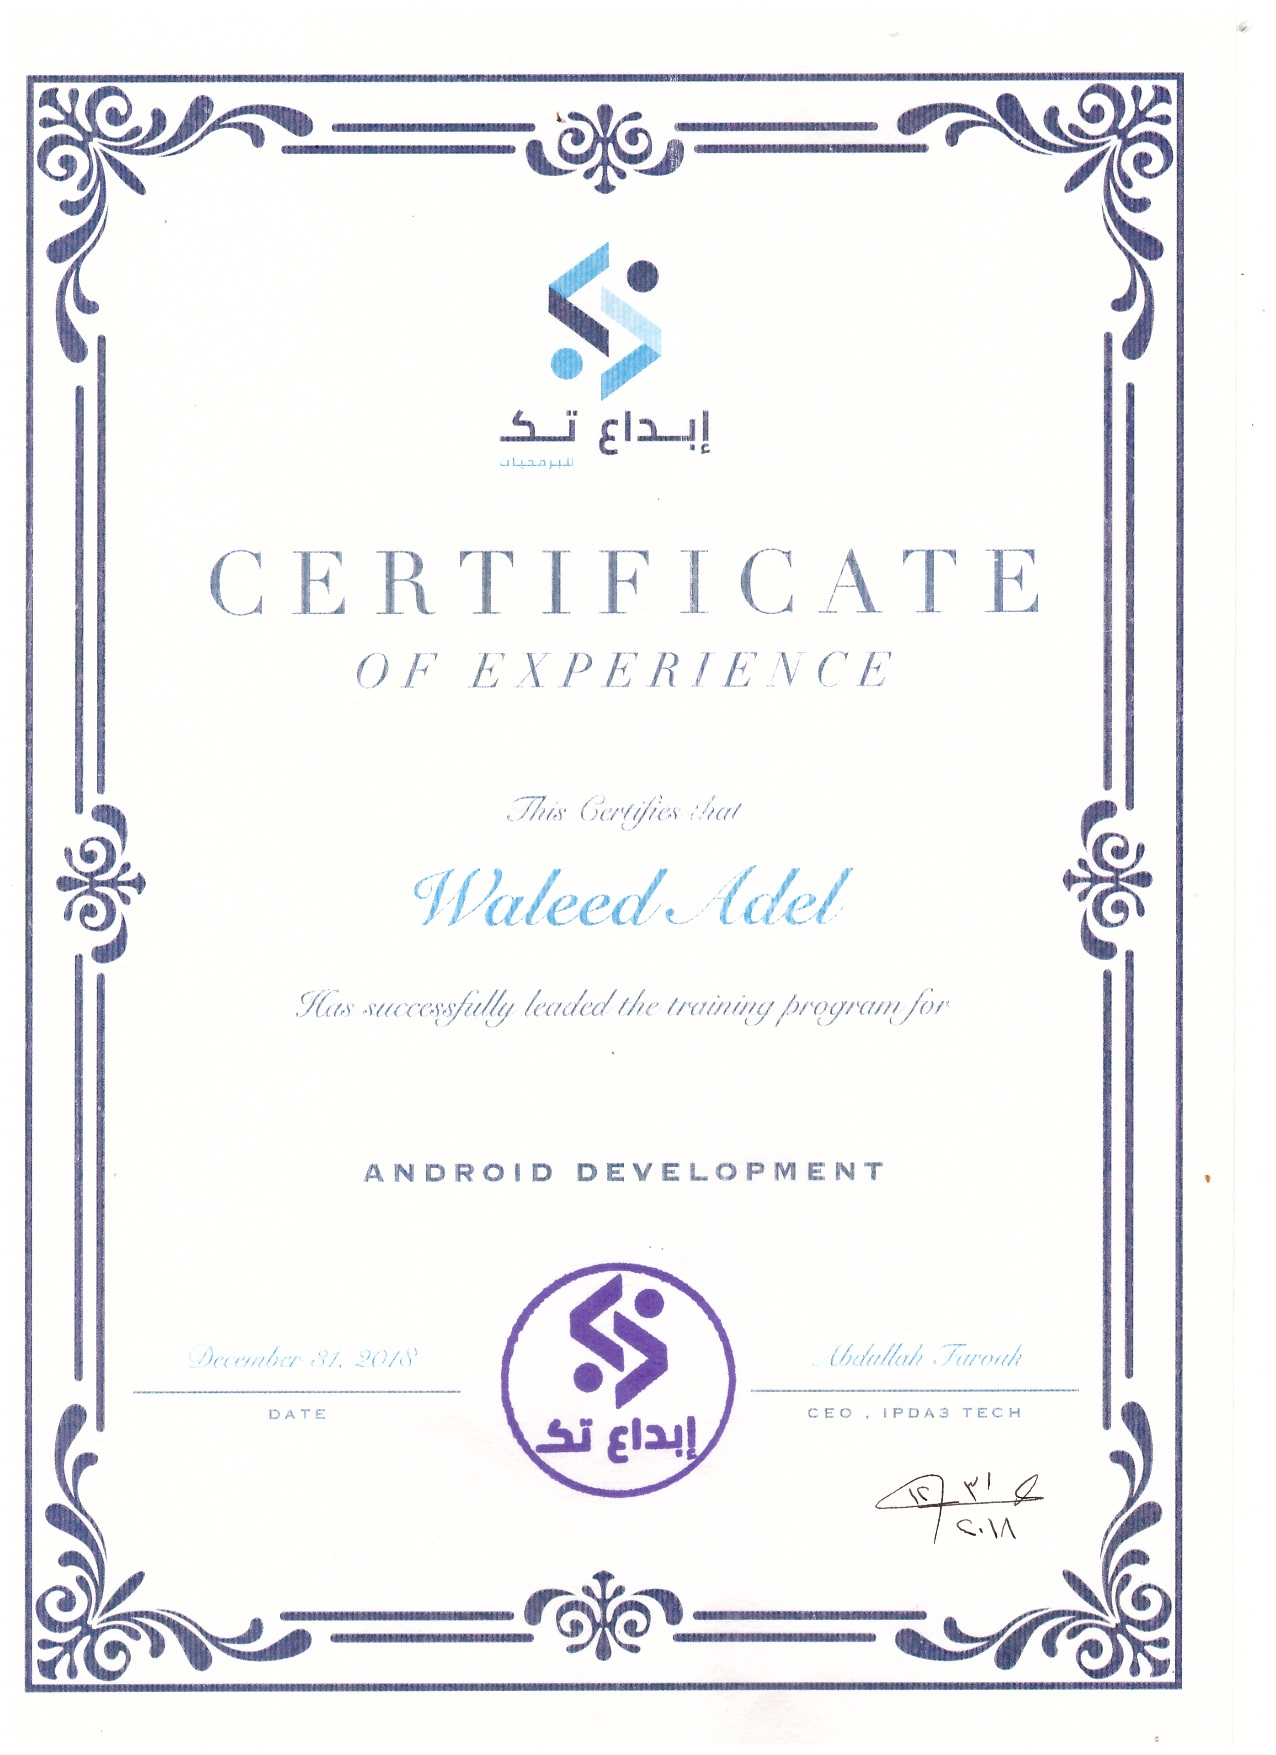 إبداع تك
للبرمجيات
CERTIFICATE
OF EXPERIENCE
This Certifies that
Waleed Adel
Has successfully leaded the training program for
ANDROID DEVELOPMENT
December 31, 2018
DATE
إبداع تك
Abdullah Farouk
CEO , IPDA3 TECH
٣١
١٢
٢٠١٨